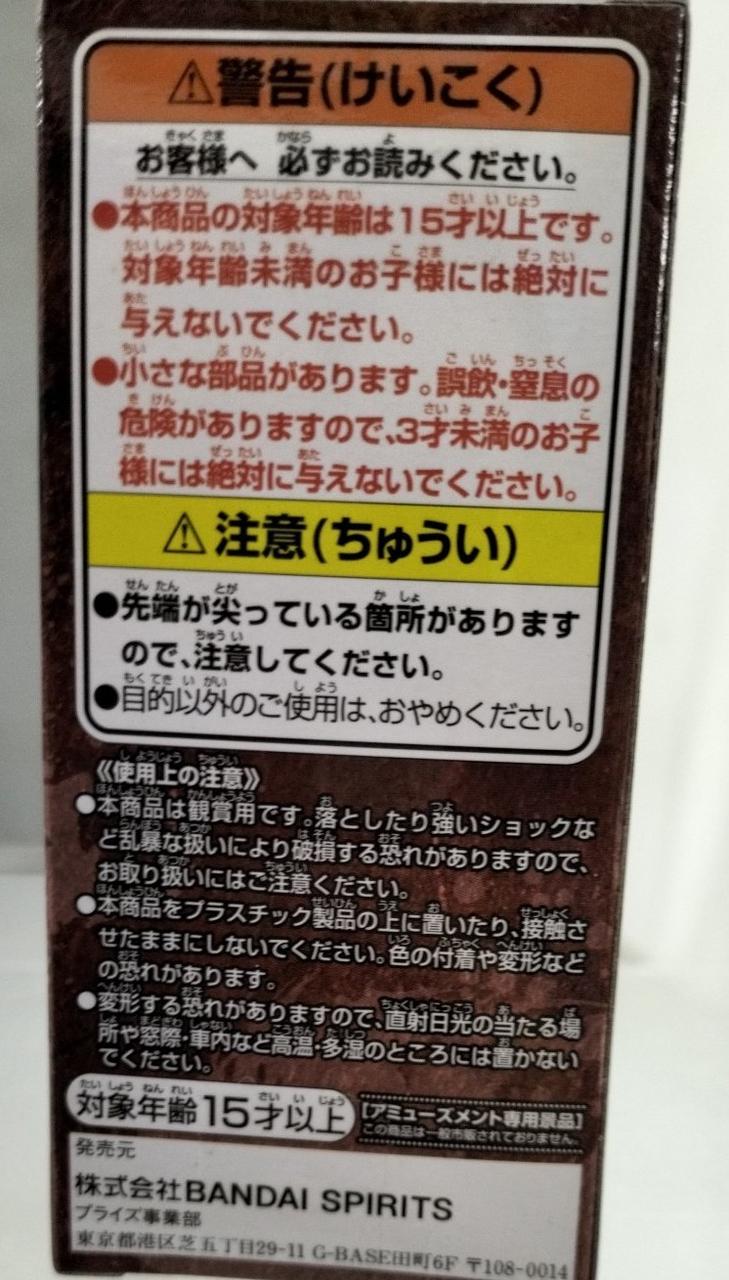 ⚠警告(けいこく)
お客様へ 必ずお読みください。
●本商品の対象年齢は15才以上です。
対象年齢未満のお子様には絶対に
与えないでください。
●小さな部品があります。誤飲・窒息の
危険がありますので、3才未満のお子
様には絶対に与えないでください。
⚠注意(ちゅうい)
●先端が尖っている箇所があります
ので、注意してください。
●目的以外のご使用は、おやめください。
《使用上の注意》
●本商品は観賞用です。落としたり強いショックな
ど乱暴な扱いにより破損する恐れがありますので、
お取り扱いにはご注意ください。
●本商品をプラスチック製品の上に置いたり、接触さ
せたままにしないでください。色の付着や変形など
の恐れがあります。
●変形する恐れがありますので、直射日光の当たる場
所や窓際・車内など高温・多湿のところには置かない
でください。
対象年齢15才以上
【アミューズメント専用景品】
この商品は一般市販されておりません。
発売元
株式会社BANDAI SPIRITS
プライズ事業部
東京都港区芝五丁目29-11 G-BASE田町6F 〒108-0014